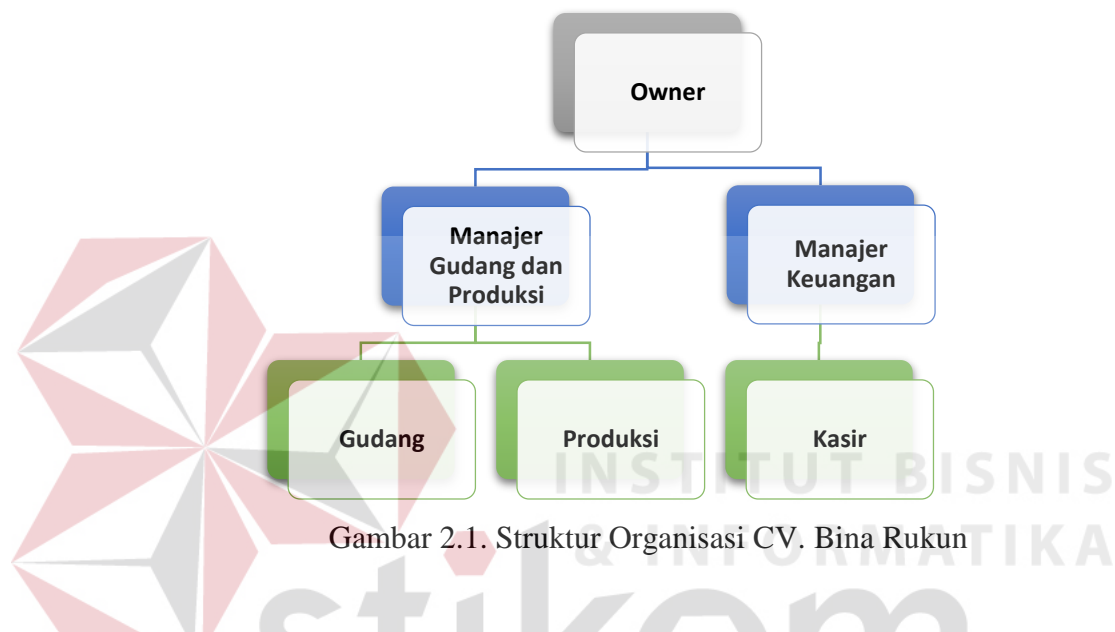 Owner
Manajer
Gudang dan
Produksi
Manajer
Keuangan
Gudang
Produksi
Kasir
INSTITUT BISNIS
Gambar 2.1. Struktur Organisasi CV. Bina Rukun
& INFORMATIKA
stikom